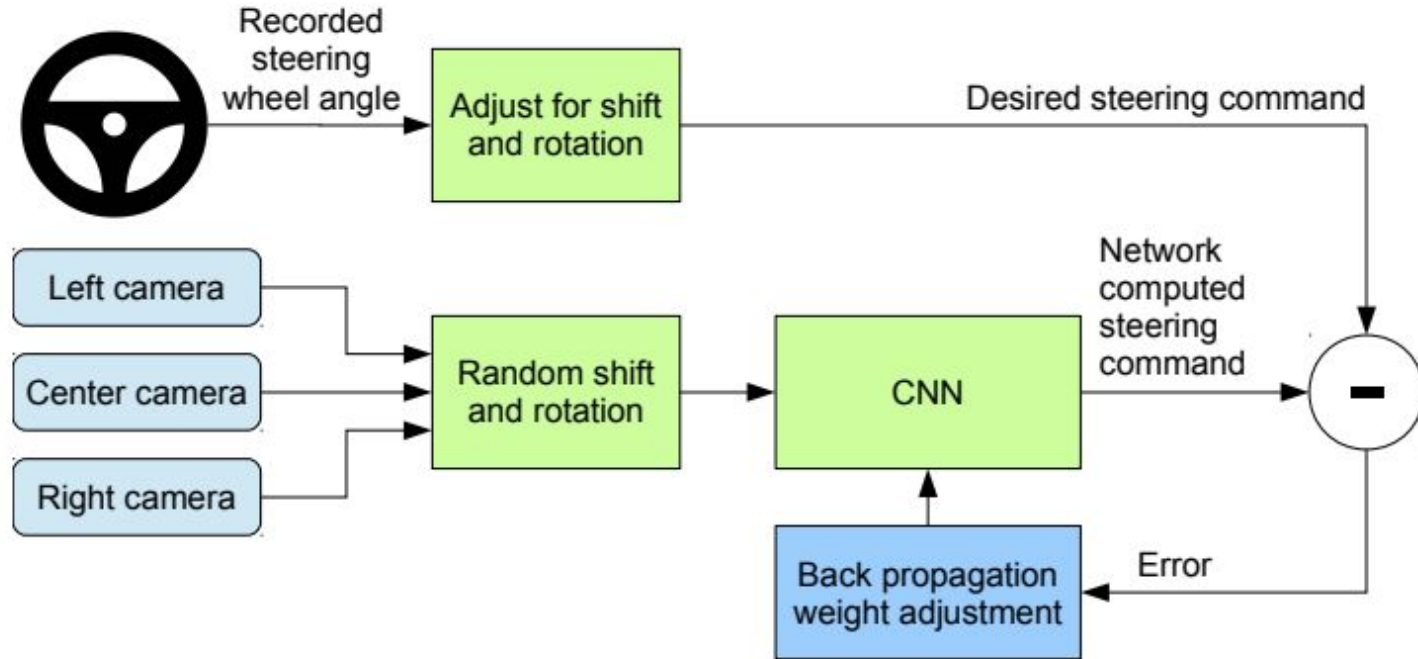 Recorded
steering
wheel angle
Adjust for shift
and rotation
Desired steering command
Left camera
Center camera
Right camera
Random shift
and rotation
CNN
Network
computed
steering
command
-
Back propagation
weight adjustment
Error